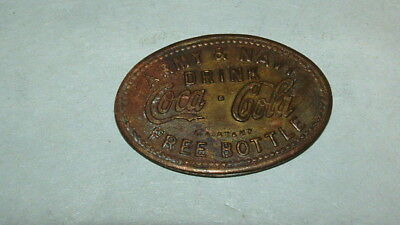 ARMY & NAVY
DRINK
Coca Cola
FREE BOTTLE